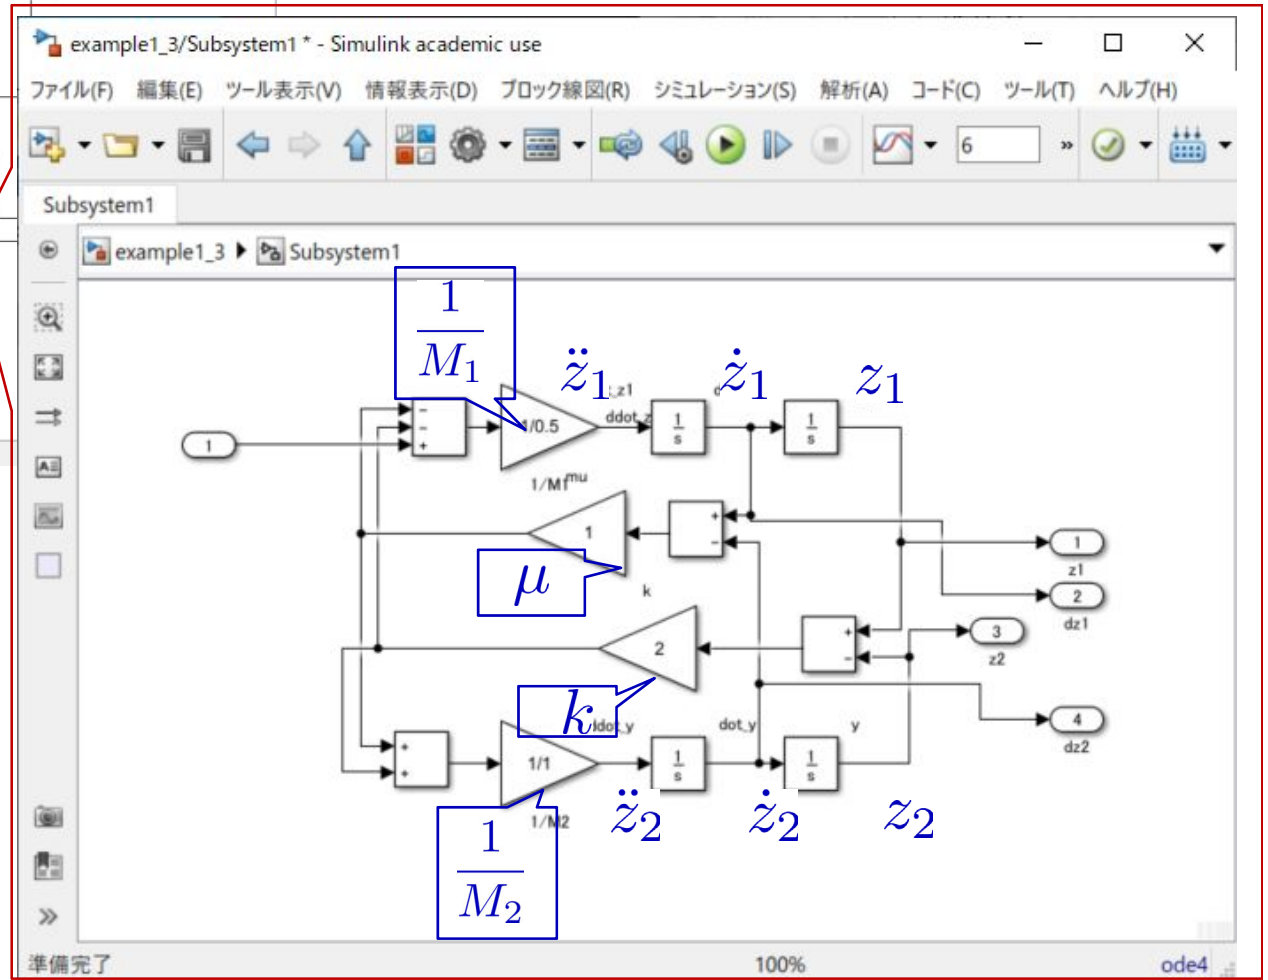 example1_3/Subsystem1 * - Simulink academic use
ファイル(F) 編集(E) ツール表示(V) 情報表示(D) ブロック線図(R) シミュレーション(S) 解析(A) コード(C) ツール(T) ヘルプ(H)
6 »
Subsystem1
example1_3 Subsystem1
1
M₁
z̈₁ ż₁ z₁
_z1 d
ddot_z
− − +
1/0.5
1
s
1
s
1
1/M1 mu
1
+ −
μ
k
1
z1
2
dz1
2
+ −
3
z2
k
ddot_y dot_y y
4
dz2
+ +
1/1
1
s
1
s
1/M2
z̈₂ ż₂ z₂
1
M₂
»
準備完了 100% ode4